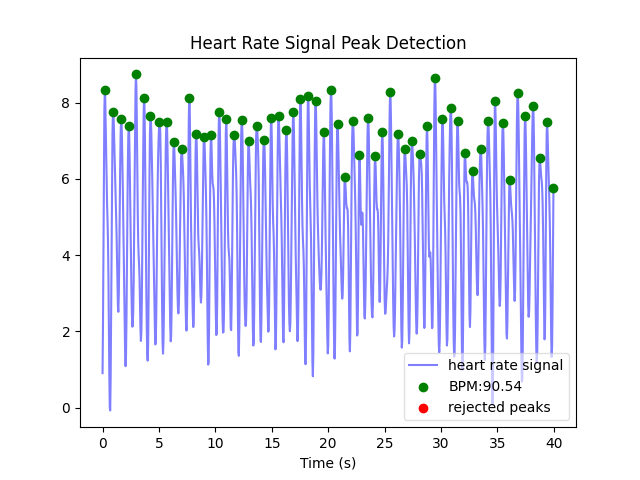 Heart Rate Signal Peak Detection
8
6
4
2
0
heart rate signal
BPM:90.54
rejected peaks
0 5 10 15 20 25 30 35 40
Time (s)